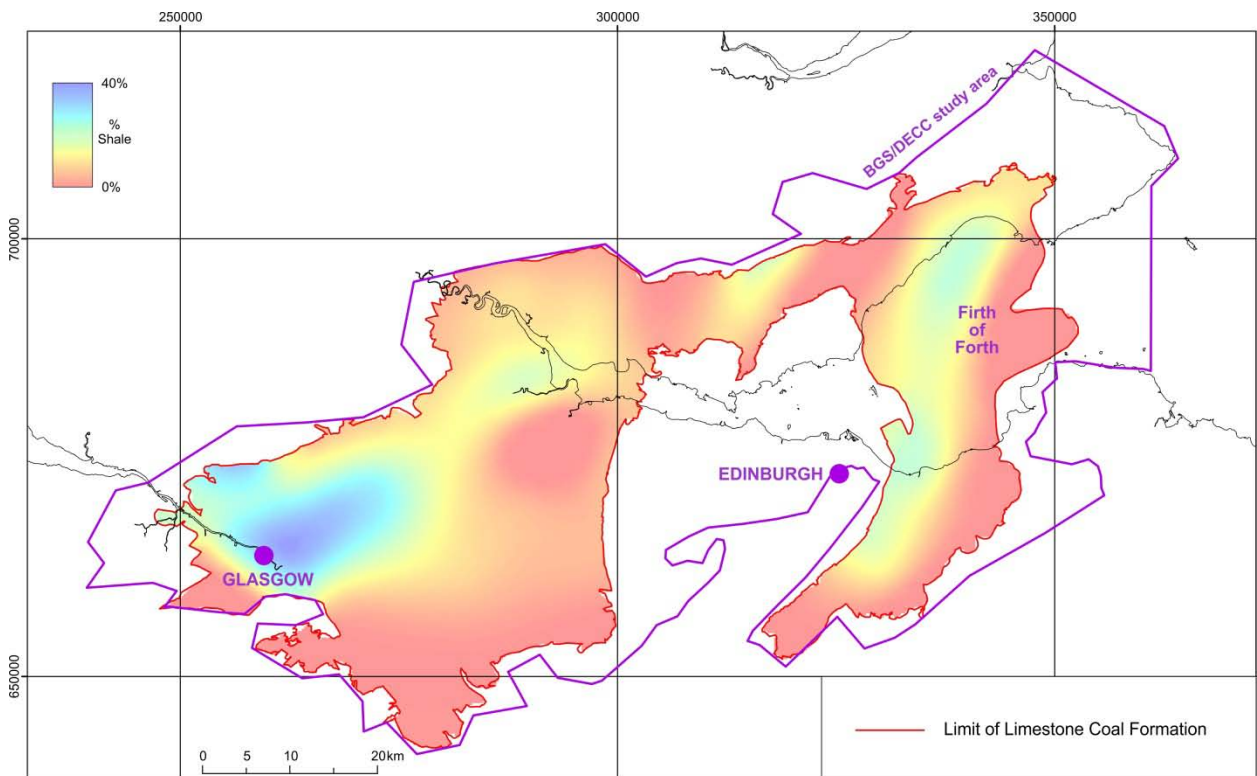 250000
300000
350000
40%
%
Shale
0%
BGS/DECC study area
700000
Firth
of
Forth
EDINBURGH
GLASGOW
650000
0 5 10 20km
Limit of Limestone Coal Formation